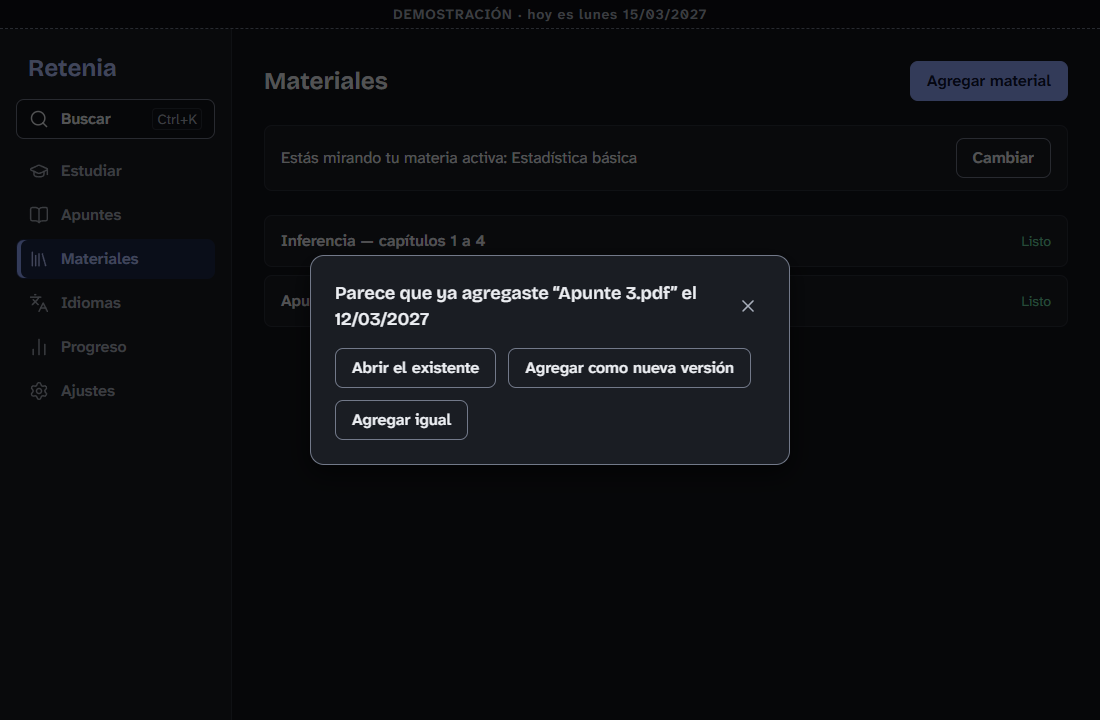 DEMOSTRACIÓN · hoy es lunes 15/03/2027
Retenia
Buscar Ctrl+K
Estudiar
Apuntes
Materiales
Idiomas
Progreso
Ajustes
Materiales
Agregar material
Estás mirando tu materia activa: Estadística básica
Cambiar
Inferencia — capítulos 1 a 4
Listo
Apu
Listo
Parece que ya agregaste “Apunte 3.pdf” el
12/03/2027
Abrir el existente
Agregar como nueva versión
Agregar igual